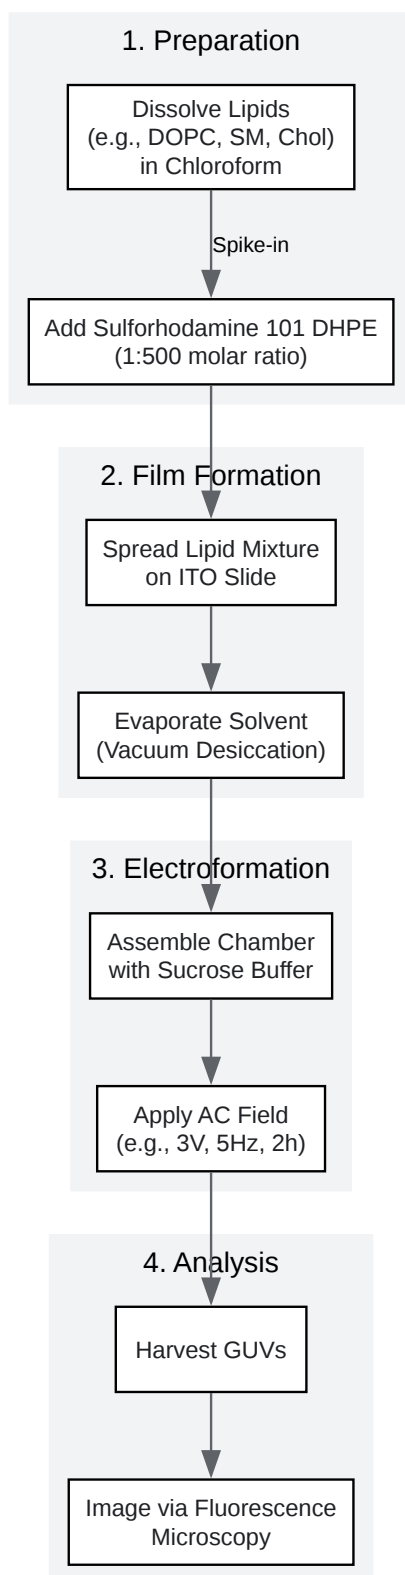 1. Preparation
Dissolve Lipids
(e.g., DOPC, SM, Chol)
in Chloroform
Spike-in
Add Sulforhodamine 101 DHPE
(1:500 molar ratio)
2. Film Formation
Spread Lipid Mixture
on ITO Slide
Evaporate Solvent
(Vacuum Desiccation)
3. Electroformation
Assemble Chamber
with Sucrose Buffer
Apply AC Field
(e.g., 3V, 5Hz, 2h)
4. Analysis
Harvest GUVs
Image via Fluorescence
Microscopy